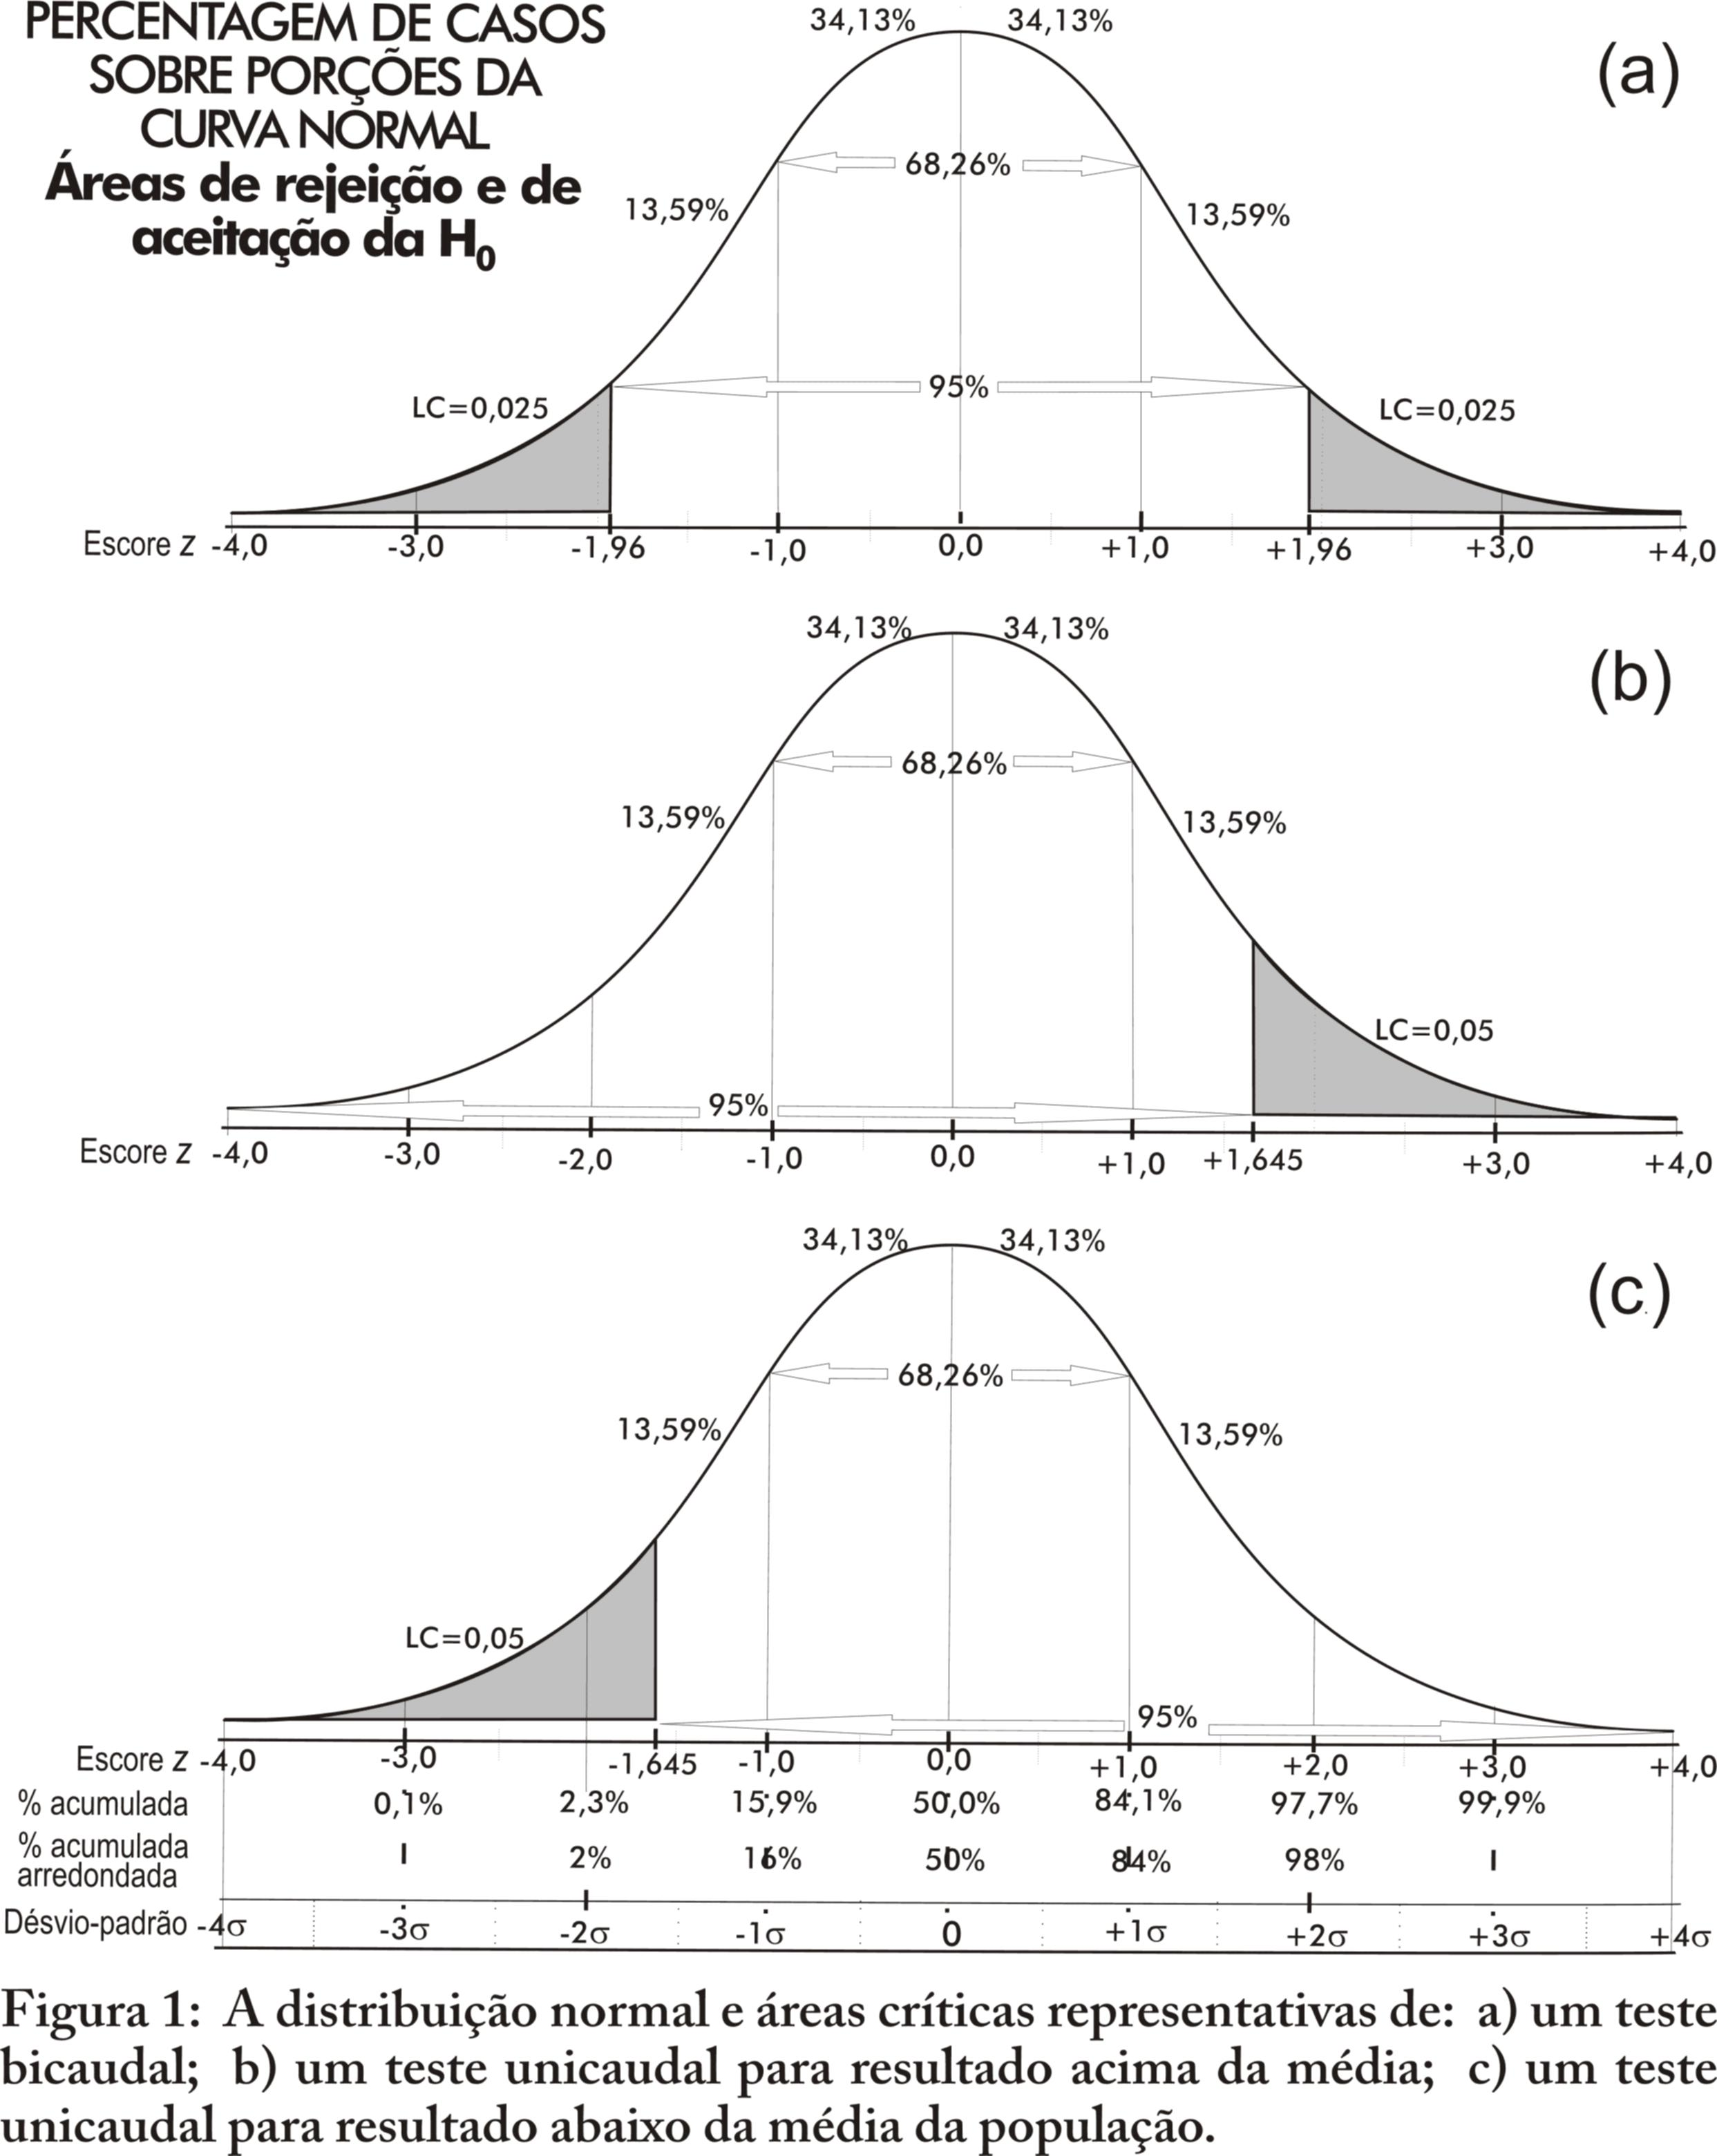 PERCENTAGEM DE CASOS
SOBRE PORÇÕES DA
CURVA NORMAL
Áreas de rejeição e de
aceitação da H0
(a)
34,13% 34,13%
68,26%
13,59% 13,59%
95%
LC=0,025 LC=0,025
Escore z -4,0 -3,0 -1,96 -1,0 0,0 +1,0 +1,96 +3,0 +4,0
(b)
34,13% 34,13%
68,26%
13,59% 13,59%
LC=0,05
95%
Escore z -4,0 -3,0 -2,0 -1,0 0,0 +1,0 +1,645 +3,0 +4,0
(c)
34,13% 34,13%
68,26%
13,59% 13,59%
LC=0,05
95%
Escore z -4,0 -3,0 -1,645 -1,0 0,0 +1,0 +2,0 +3,0 +4,0
% acumulada 0,1% 2,3% 15,9% 50,0% 84,1% 97,7% 99,9%
% acumulada
arredondada 2% 16% 50% 84% 98%
Désvio-padrão -4σ -3σ -2σ -1σ 0 +1σ +2σ +3σ +4σ
Figura 1: A distribuição normal e áreas críticas representativas de: a) um teste
bicaudal; b) um teste unicaudal para resultado acima da média; c) um teste
unicaudal para resultado abaixo da média da população.